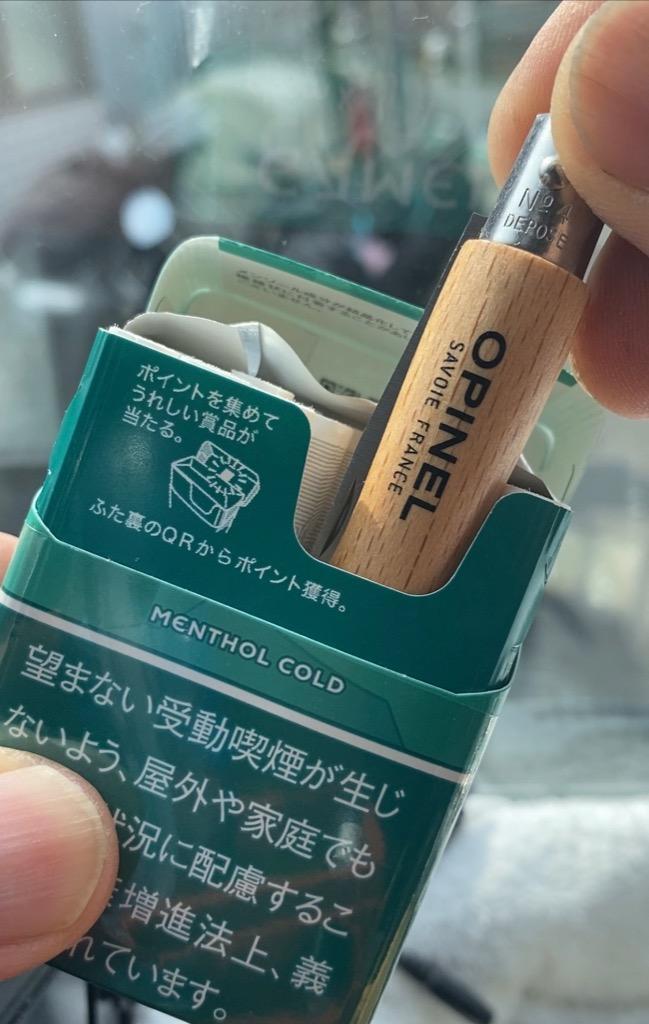 Nº4
DEPOSE
OPINEL
SAVOIE FRANCE
ポイントを集めて
うれしい賞品が
当たる。
ふた裏のQRからポイント獲得。
MENTHOL COLD
望まない受動喫煙が生じ
ないよう、屋外や家庭でも
状況に配慮するこ
増進法上、義
れています。